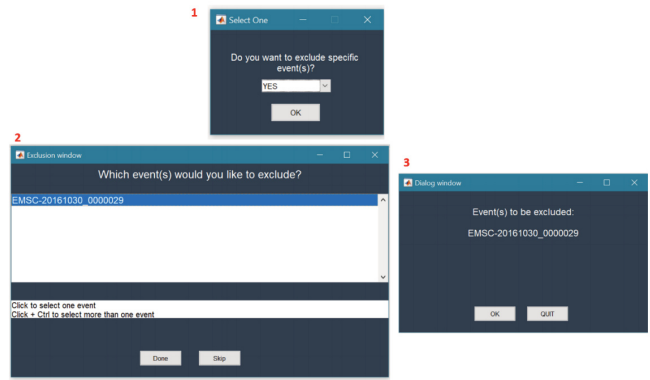 1
Select One
Do you want to exclude specific
event(s)?
YES
OK
2
Exclusion window
Which event(s) would you like to exclude?
EMSC-20161030_0000029
Click to select one event
Click + Ctrl to select more than one event
Done Skip
3
Dialog window
Event(s) to be excluded:
EMSC-20161030_0000029
OK QUIT